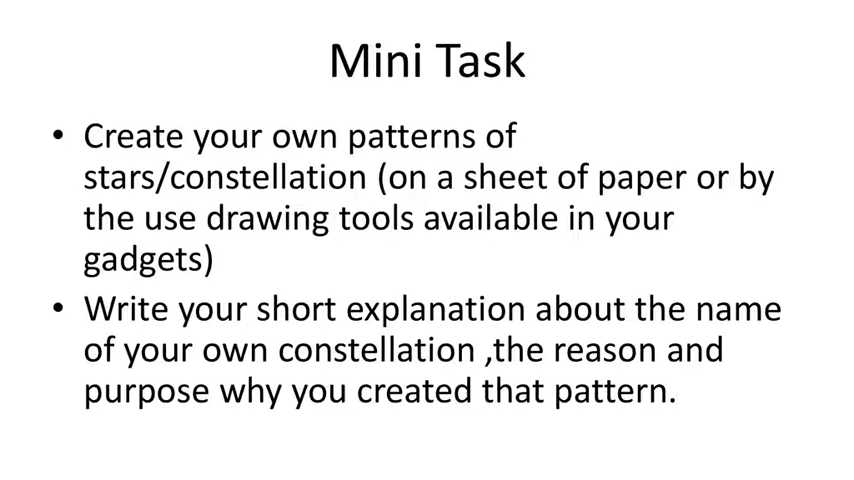 Mini Task
• Create your own patterns of
stars/constellation (on a sheet of paper or by
the use drawing tools available in your
gadgets)
• Write your short explanation about the name
of your own constellation ,the reason and
purpose why you created that pattern.